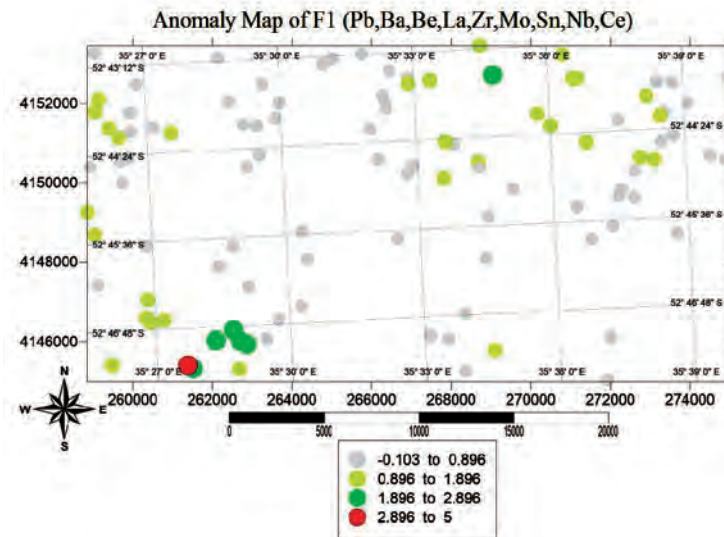 Anomaly Map of F1 (Pb,Ba,Be,La,Zr,Mo,Sn,Nb,Ce)
35° 27' 0 E
35° 30' 0 E
35° 33' 0 E
35° 36' 0 E
35° 39' 0 E
52° 43' 12" S
4152000
52° 44' 24" S
52° 44' 24" S
4150000
52° 45' 36" S
52° 45' 36" S
4148000
52° 46' 48" S
52° 46' 48" S
4146000
35° 27' 0 E
35° 30' 0 E
35° 33' 0 E
35° 36' 0 E
35° 39' 0 E
260000 262000 264000 266000 268000 270000 272000 274000
N
W E
S
0 5000 10000 15000 20000
-0.103 to 0.896
0.896 to 1.896
1.896 to 2.896
2.896 to 5